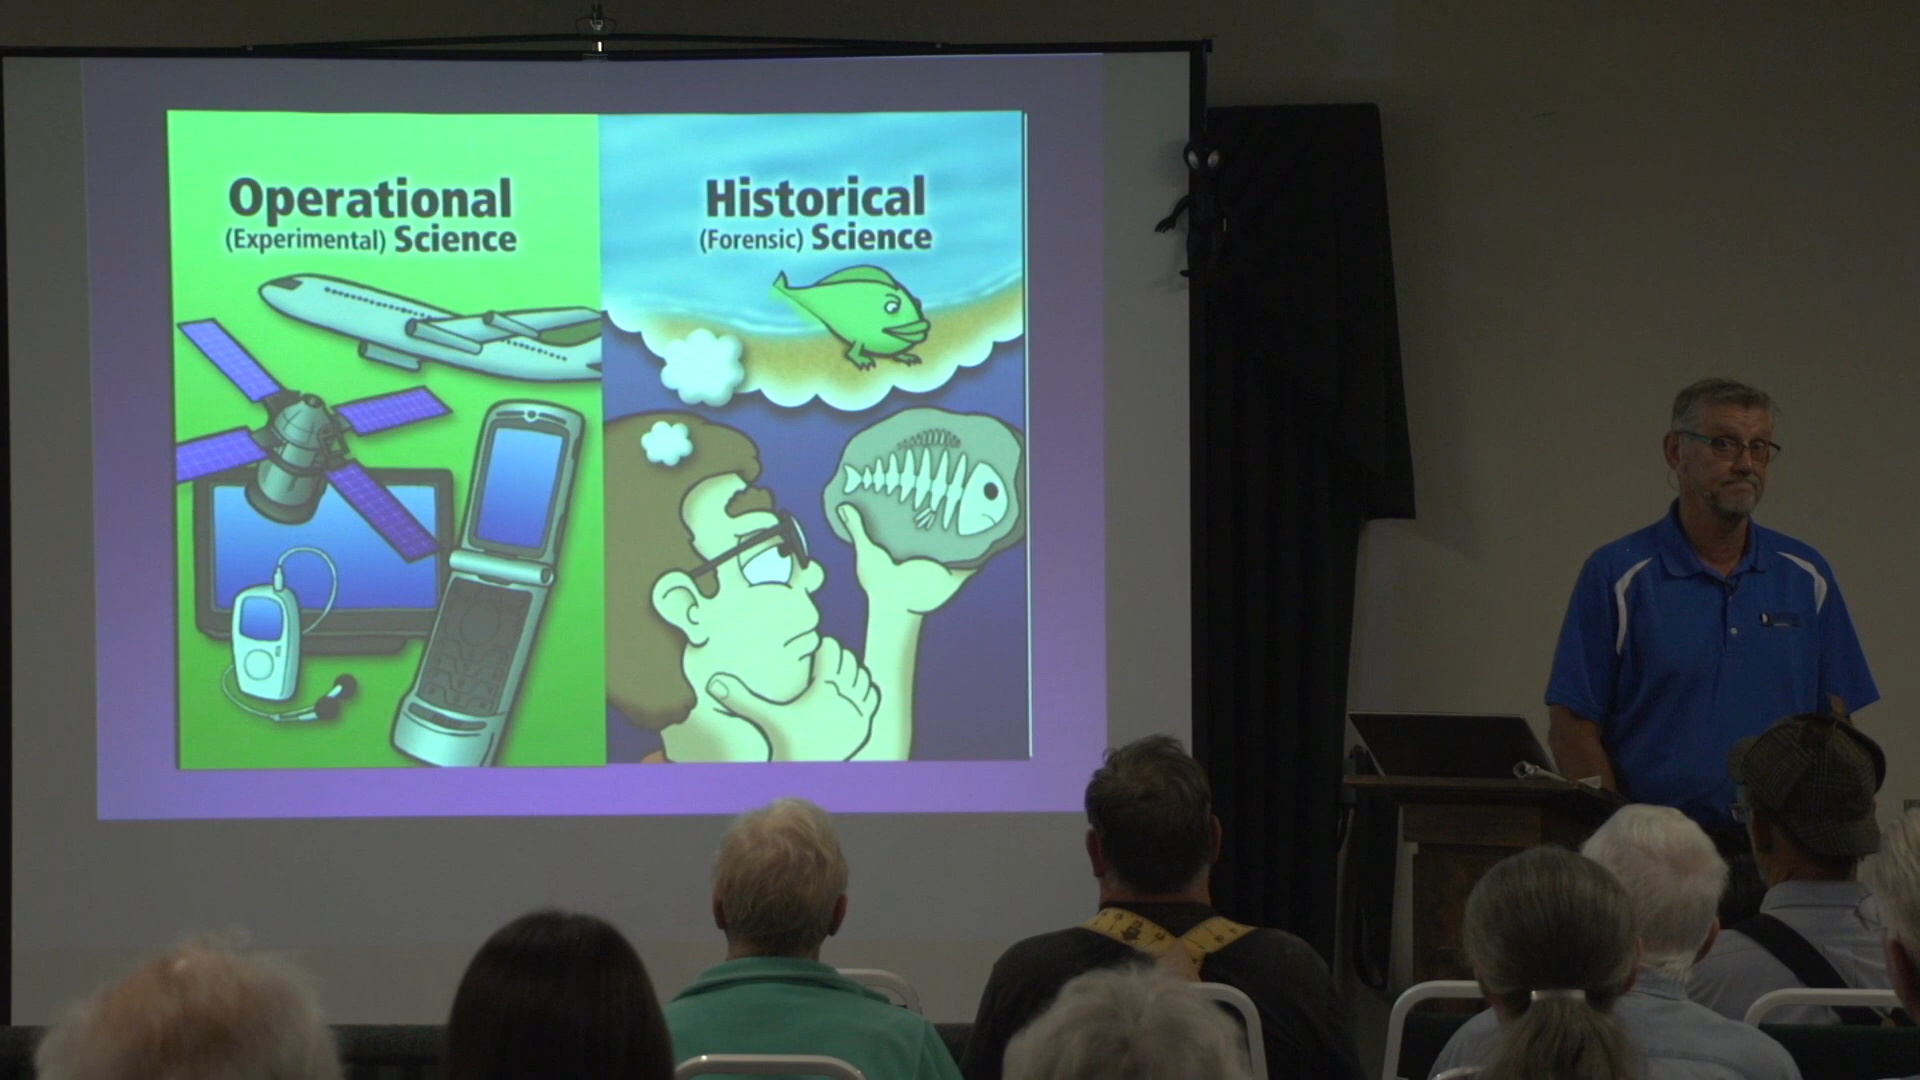 Operational
(Experimental) Science
Historical
(Forensic) Science